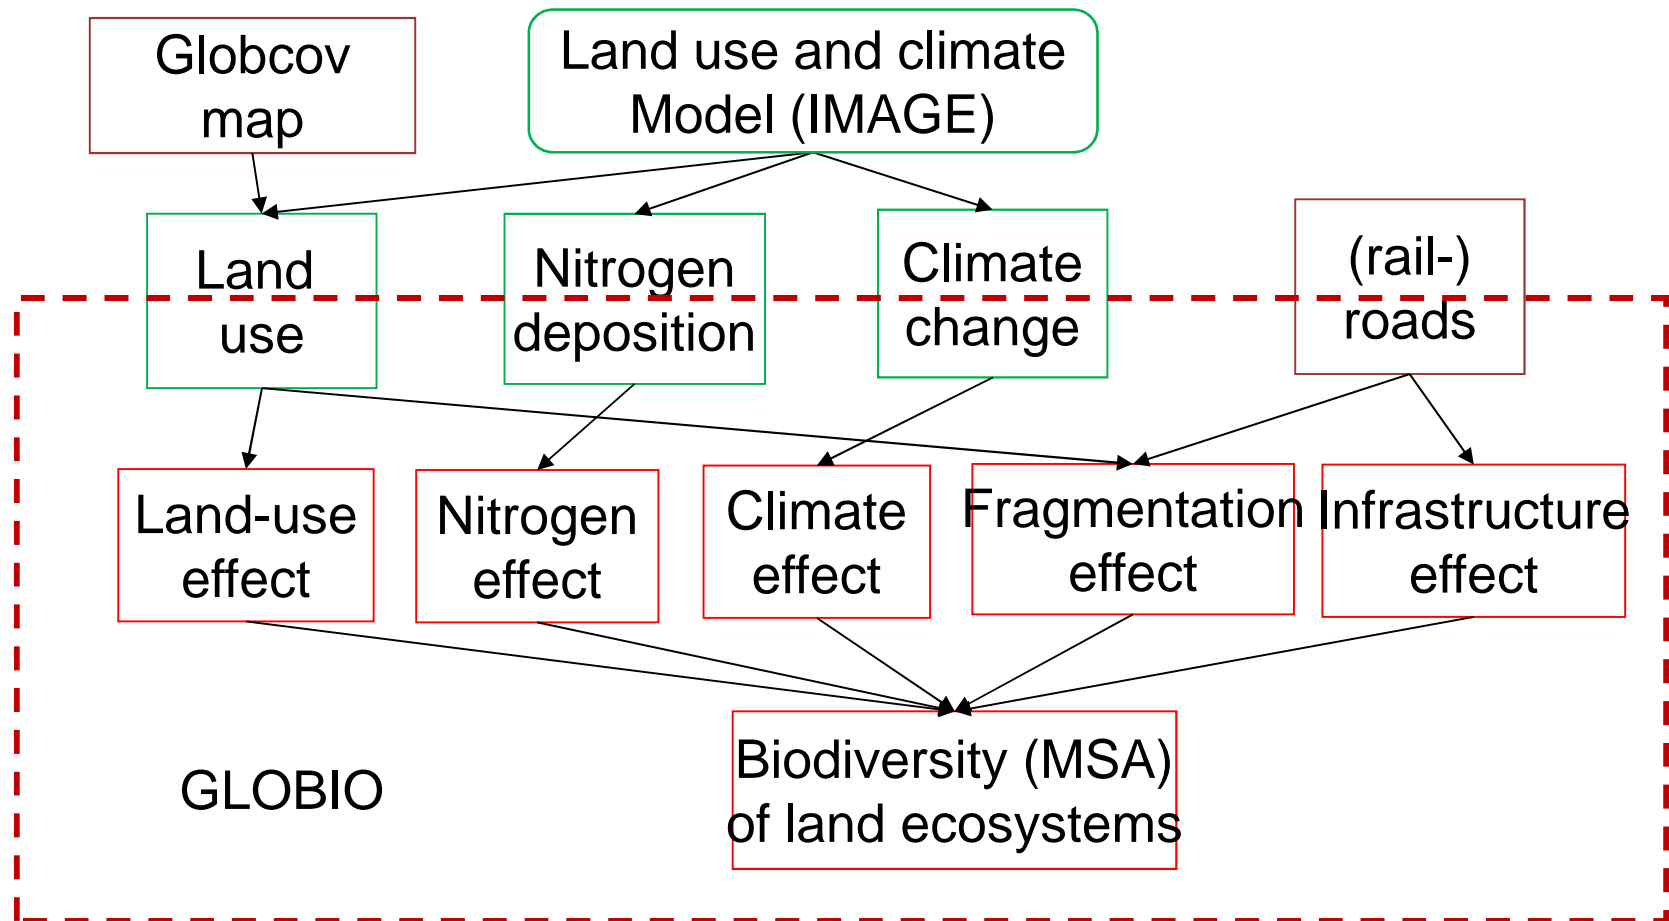 Globcov
map
Land use and climate
Model (IMAGE)
Land
use
Nitrogen
deposition
Climate
change
(rail-)
roads
Land-use
effect
Nitrogen
effect
Climate
effect
Fragmentation
effect
Infrastructure
effect
GLOBIO
Biodiversity (MSA)
of land ecosystems